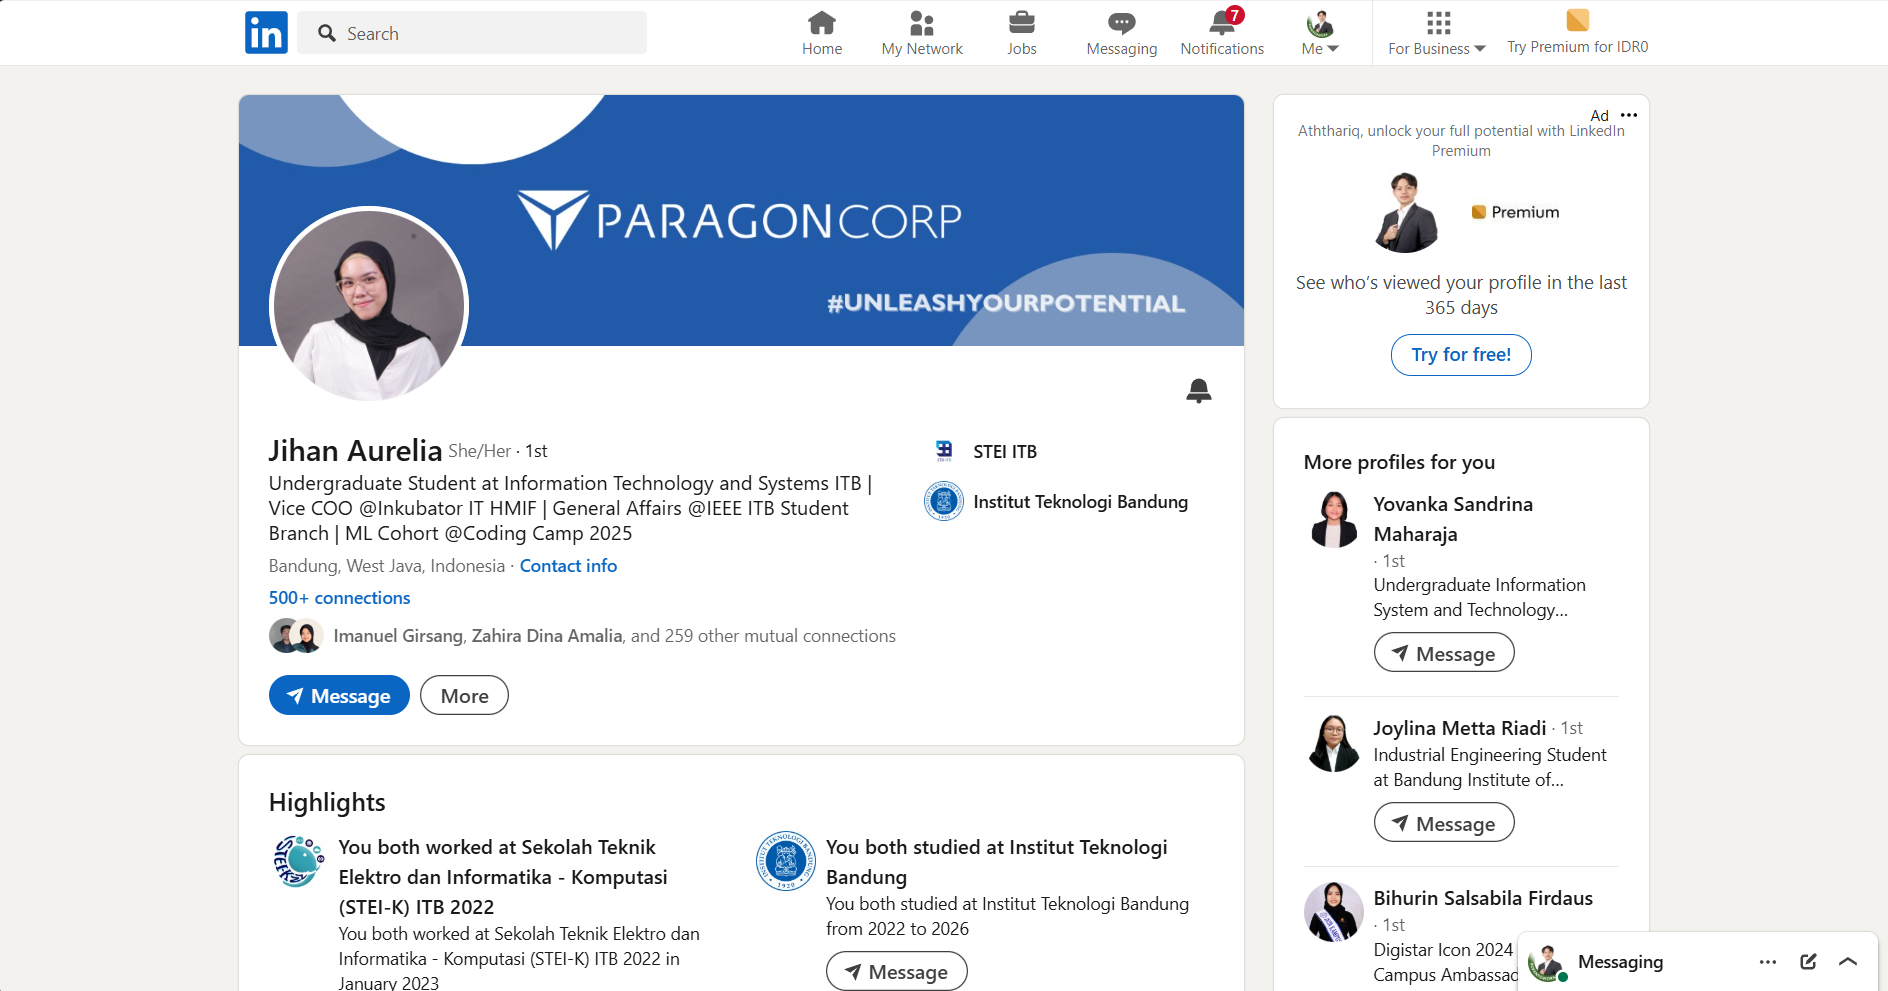 in
Search
Home
My Network
Jobs
Messaging
7
Notifications
Me
For Business
Try Premium for IDR0
PARAGONCORP
#UNLEASHYOURPOTENTIAL
Jihan Aurelia She/Her · 1st
Undergraduate Student at Information Technology and Systems ITB |
Vice COO @Inkubator IT HMIF | General Affairs @IEEE ITB Student
Branch | ML Cohort @Coding Camp 2025
Bandung, West Java, Indonesia · Contact info
500+ connections
Imanuel Girsang, Zahira Dina Amalia, and 259 other mutual connections
Message
More
STEI ITB
Institut Teknologi Bandung
Highlights
You both worked at Sekolah Teknik
Elektro dan Informatika - Komputasi
(STEI-K) ITB 2022
You both worked at Sekolah Teknik Elektro dan
Informatika - Komputasi (STEI-K) ITB 2022 in
January 2023
INSTITUT TEKNOLOGI BANDUNG
1920
You both studied at Institut Teknologi
Bandung
You both studied at Institut Teknologi Bandung
from 2022 to 2026
Message
Ad
Aththariq, unlock your full potential with LinkedIn
Premium
Premium
See who’s viewed your profile in the last
365 days
Try for free!
More profiles for you
Yovanka Sandrina
Maharaja
· 1st
Undergraduate Information
System and Technology...
Message
Joylina Metta Riadi · 1st
Industrial Engineering Student
at Bandung Institute of...
Message
Bihurin Salsabila Firdaus
· 1st
Digistar Icon 2024
Campus Ambassad
Messaging